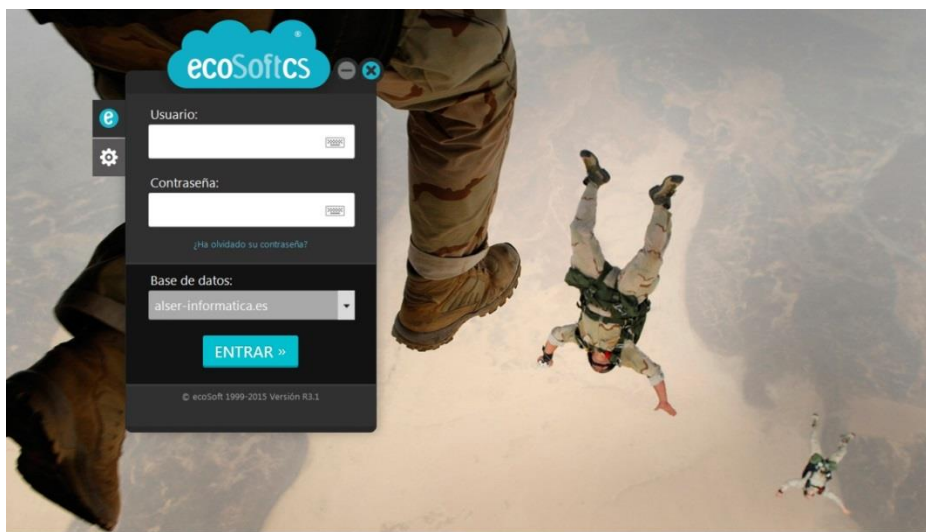 ecoSoftcs
®
Usuario:
Contraseña:
¿Ha olvidado su contraseña?
Base de datos:
alser-informatica.es
ENTRAR »
© ecoSoft 1999-2015 Versión R3.1